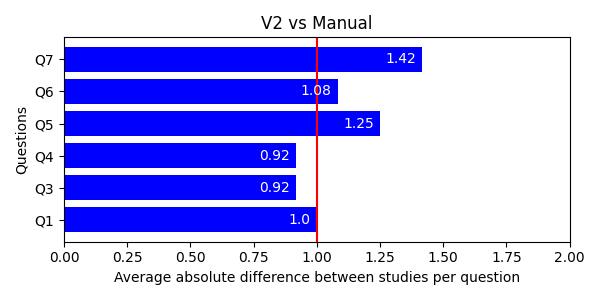 V2 vs Manual
Questions
Q7 1.42
Q6 1.08
Q5 1.25
Q4 0.92
Q3 0.92
Q1 1.0
0.00 0.25 0.50 0.75 1.00 1.25 1.50 1.75 2.00
Average absolute difference between studies per question